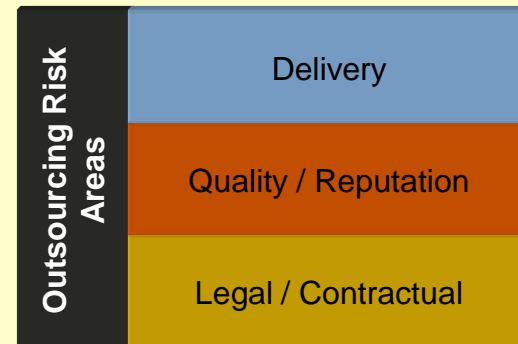 Outsourcing Risk
Areas
Delivery
Quality / Reputation
Legal / Contractual